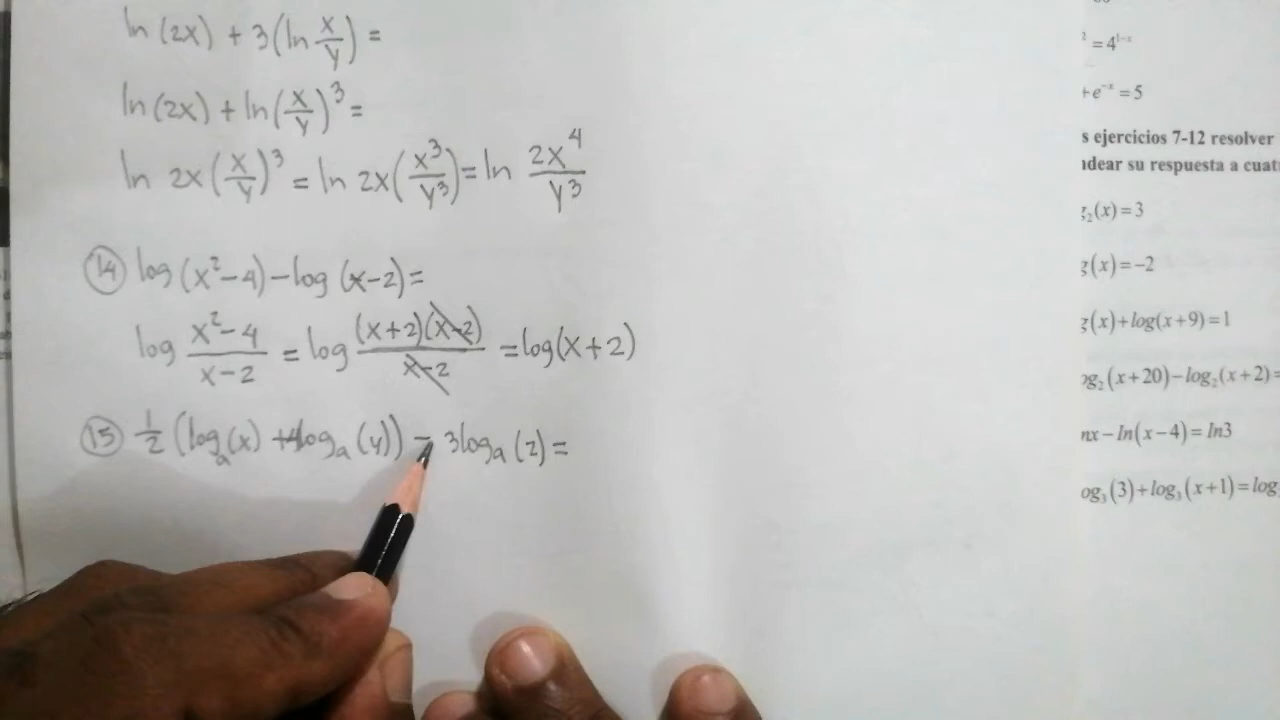 ln (2x) + 3(ln x/y) =
ln (2x) + ln(x/y)³ =
ln 2x(x/y)³ = ln 2x(x³/y³) = ln 2x⁴/y³
14 log (x² - 4) - log (x - 2) =
log x² - 4/x - 2 = log (x + 2)(x - 2)/x - 2 = log(x + 2)
15 1/2 (logₐ(x) + 4logₐ(y)) - 3logₐ(z) =
² = 4¹⁻ˣ
+ e⁻ˣ = 5
s ejercicios 7-12 resolver
su respuesta a
₂(x) = 3
(x) = -2
(x) + log(x + 9) = 1
og₂(x + 20) - log₂(x + 2) =
nx - ln(x - 4) = ln3
og₃(3) + log₃(x + 1) = log